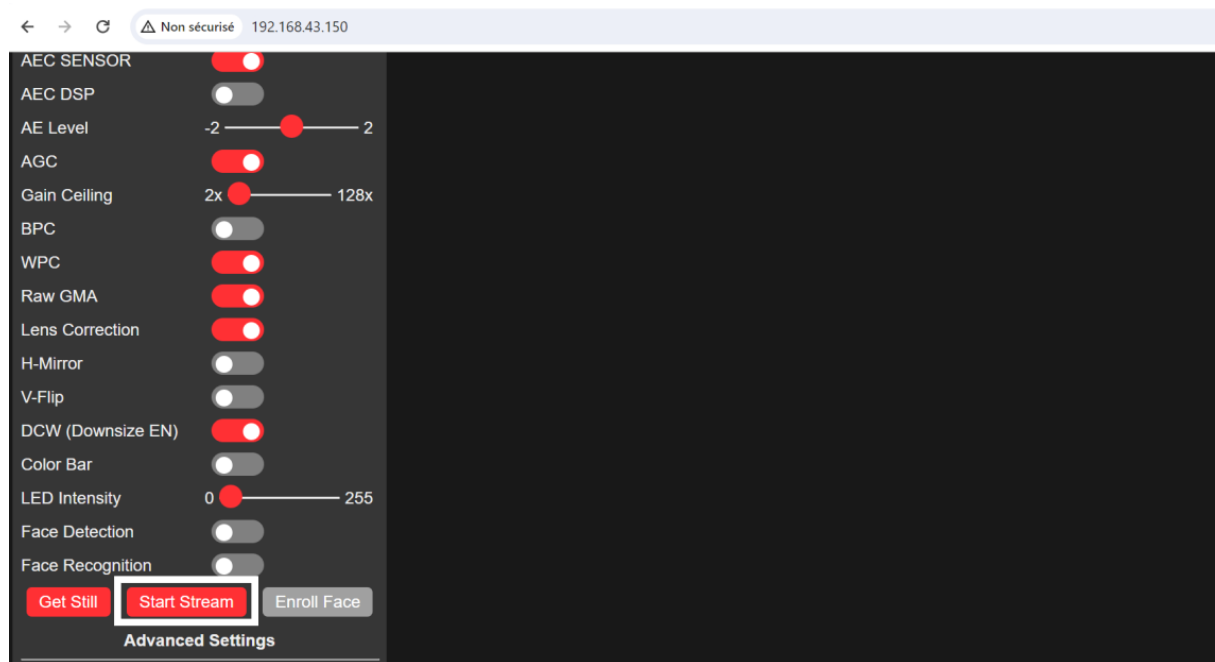 Non sécurisé 192.168.43.150
AEC SENSOR
AEC DSP
AE Level -2 2
AGC
Gain Ceiling 2x 128x
BPC
WPC
Raw GMA
Lens Correction
H-Mirror
V-Flip
DCW (Downsize EN)
Color Bar
LED Intensity 0 255
Face Detection
Face Recognition
Get Still Start Stream Enroll Face
Advanced Settings